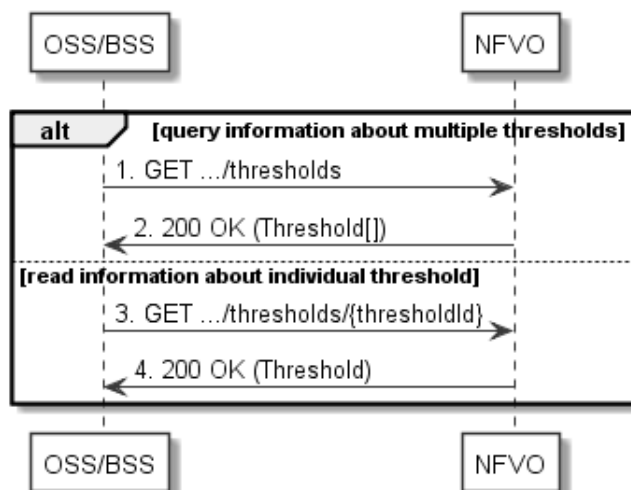 OSS/BSS
NFVO
alt
[query information about multiple thresholds]
1. GET .../thresholds
2. 200 OK (Threshold[])
[read information about individual threshold]
3. GET .../thresholds/{thresholdId}
4. 200 OK (Threshold)
OSS/BSS
NFVO